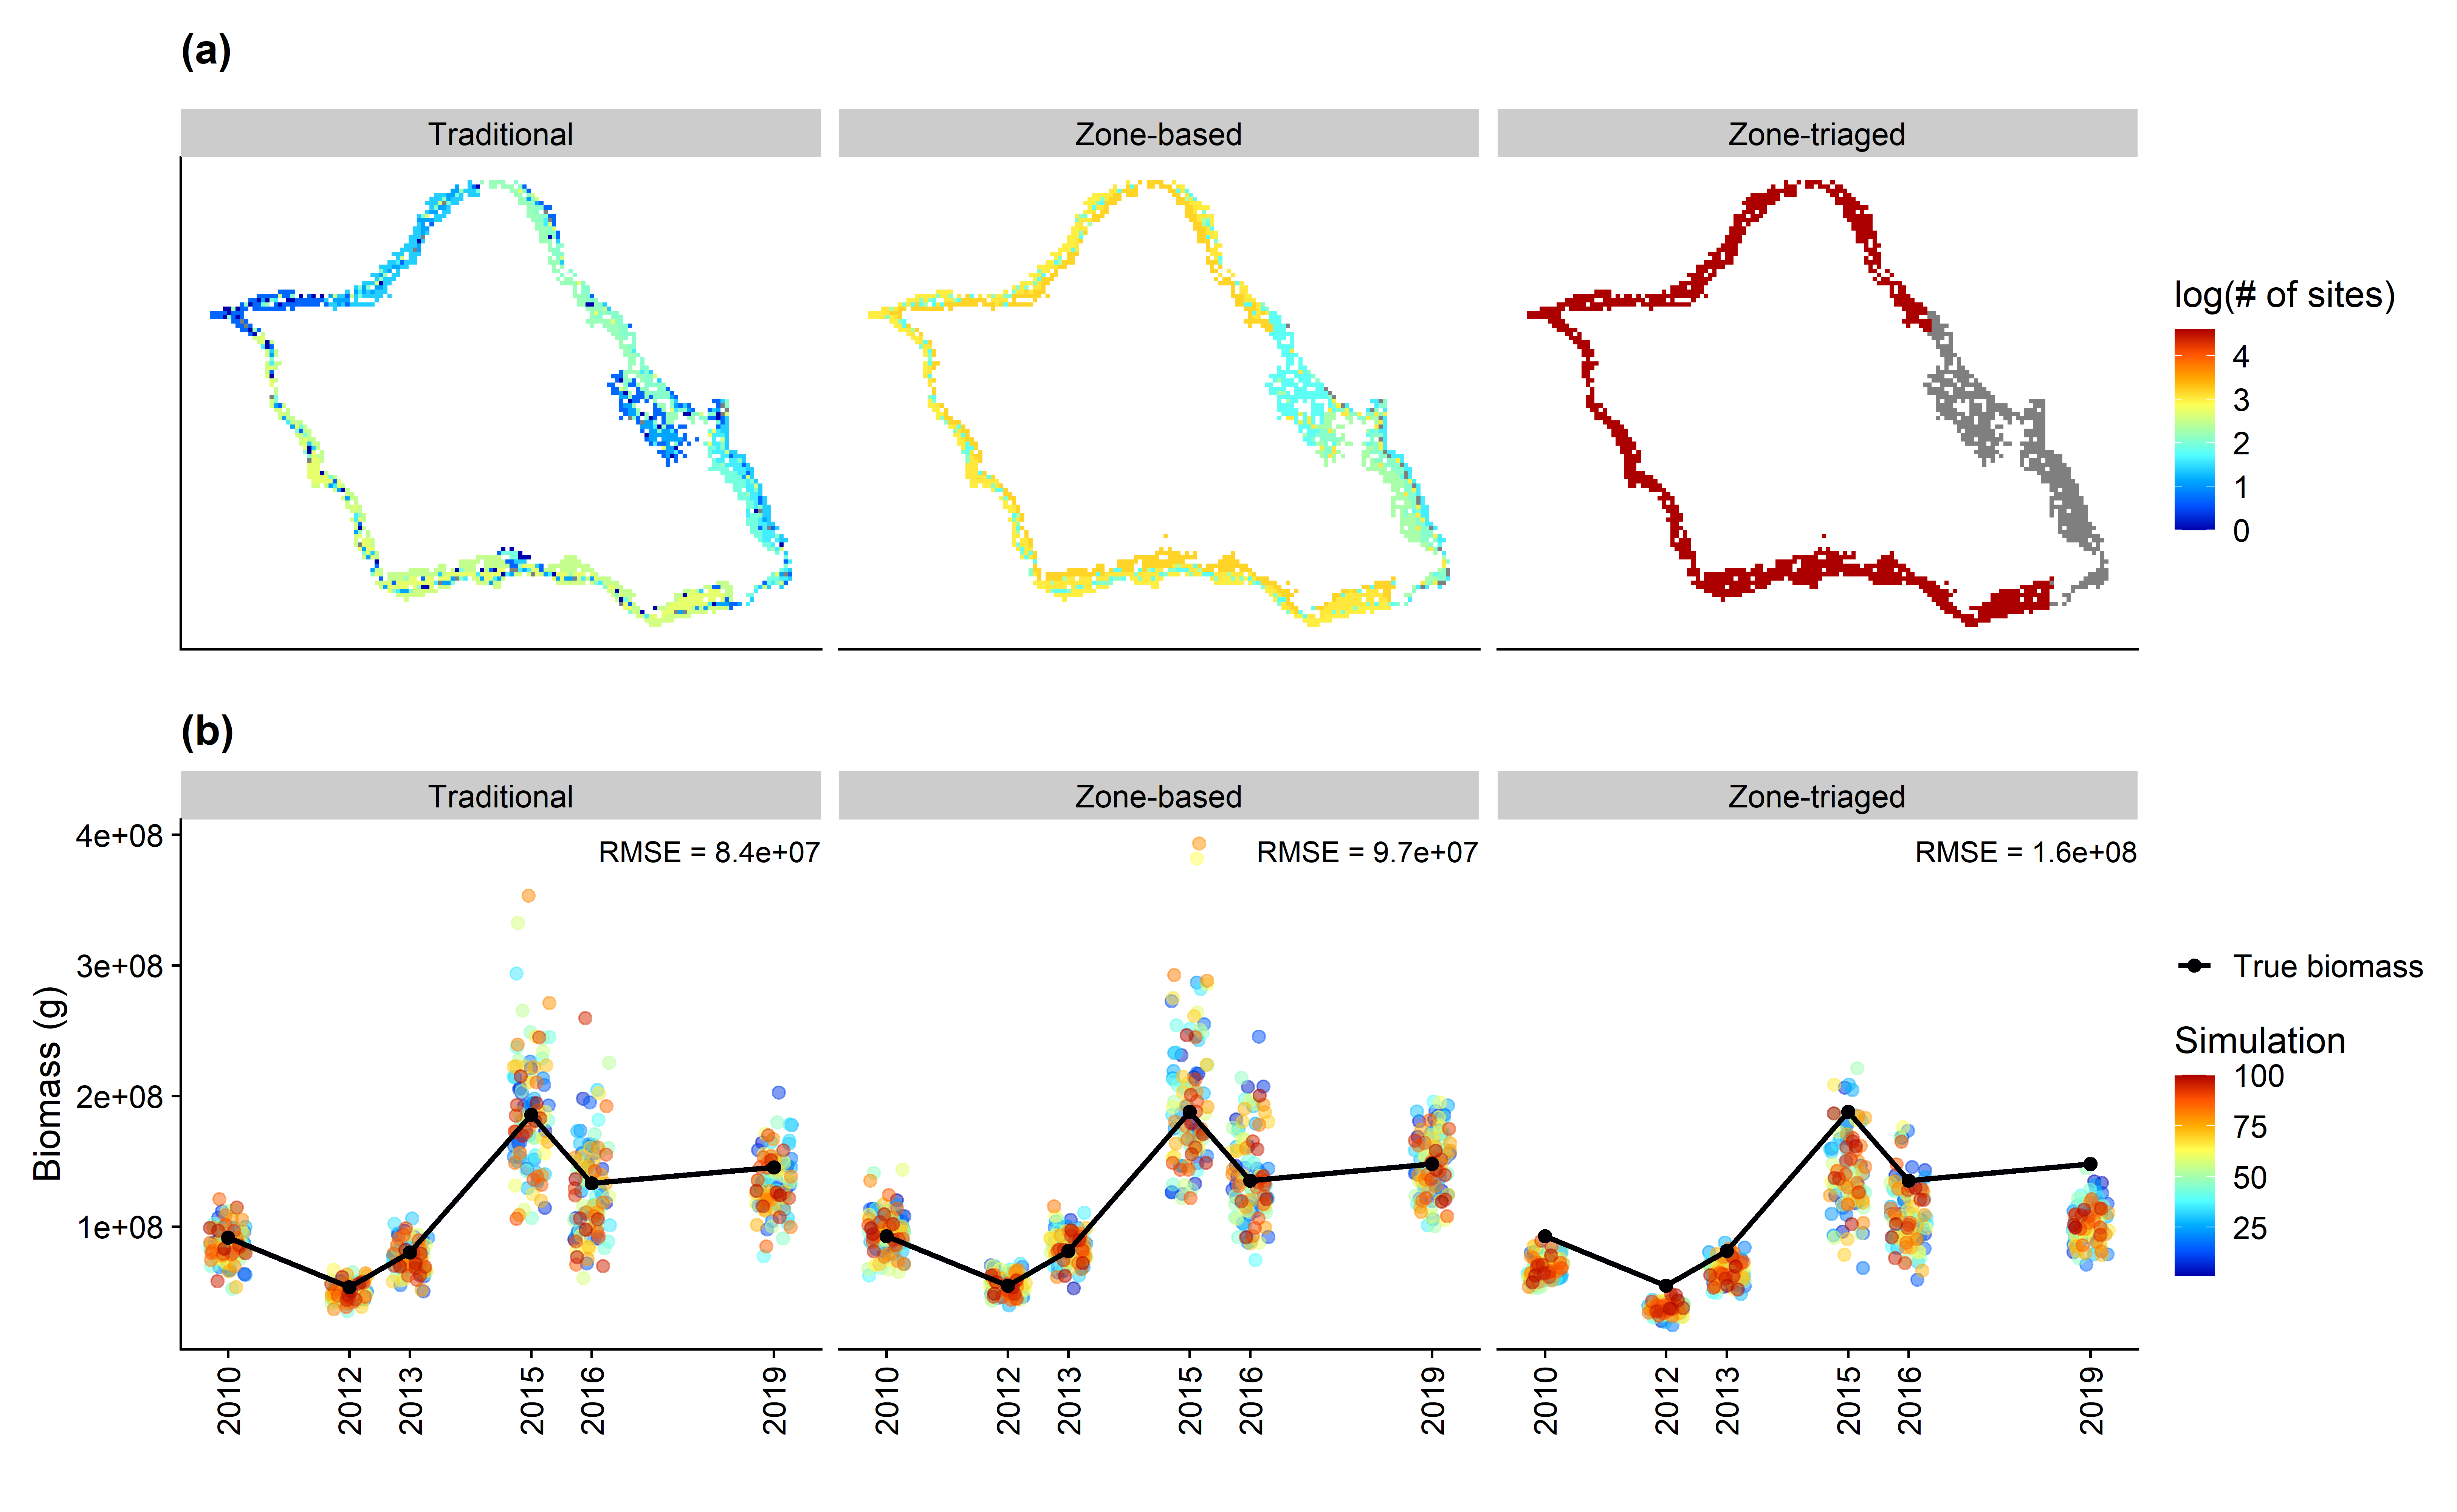 (a)
Traditional
Zone-based
Zone-triaged
log(# of sites)
4
3
2
1
0
(b)
Traditional
Zone-based
Zone-triaged
4e+08
3e+08
2e+08
1e+08
Biomass (g)
RMSE = 8.4e+07
RMSE = 9.7e+07
RMSE = 1.6e+08
True biomass
Simulation
100
75
50
25
2010
2012
2013
2015
2016
2019
2010
2012
2013
2015
2016
2019
2010
2012
2013
2015
2016
2019